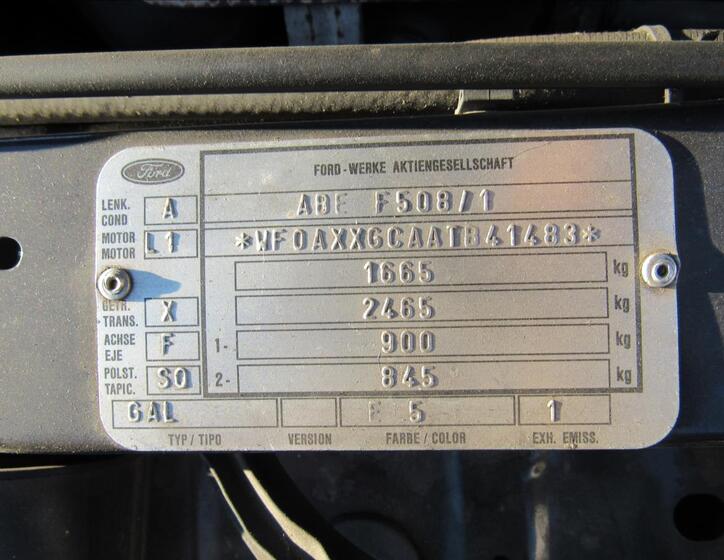 Ford
FORD-WERKE AKTIENGESELLSCHAFT
LENK. COND A
ABE F508/1
MOTOR MOTOR L1
*WF0AXXGCAATB41483*
1665 kg
GETR. TRANS. X
2465 kg
ACHSE EJE F
1- 900 kg
POLST. TAPIC. SO
2- 845 kg
GAL E 5 1
TYP / TIPO VERSION FARBE / COLOR EXH. EMISS.